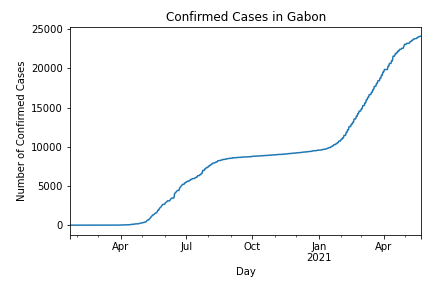 Confirmed Cases in Gabon
Number of Confirmed Cases
25000
20000
15000
10000
5000
0
Apr Jul Oct Jan Apr
2021
Day